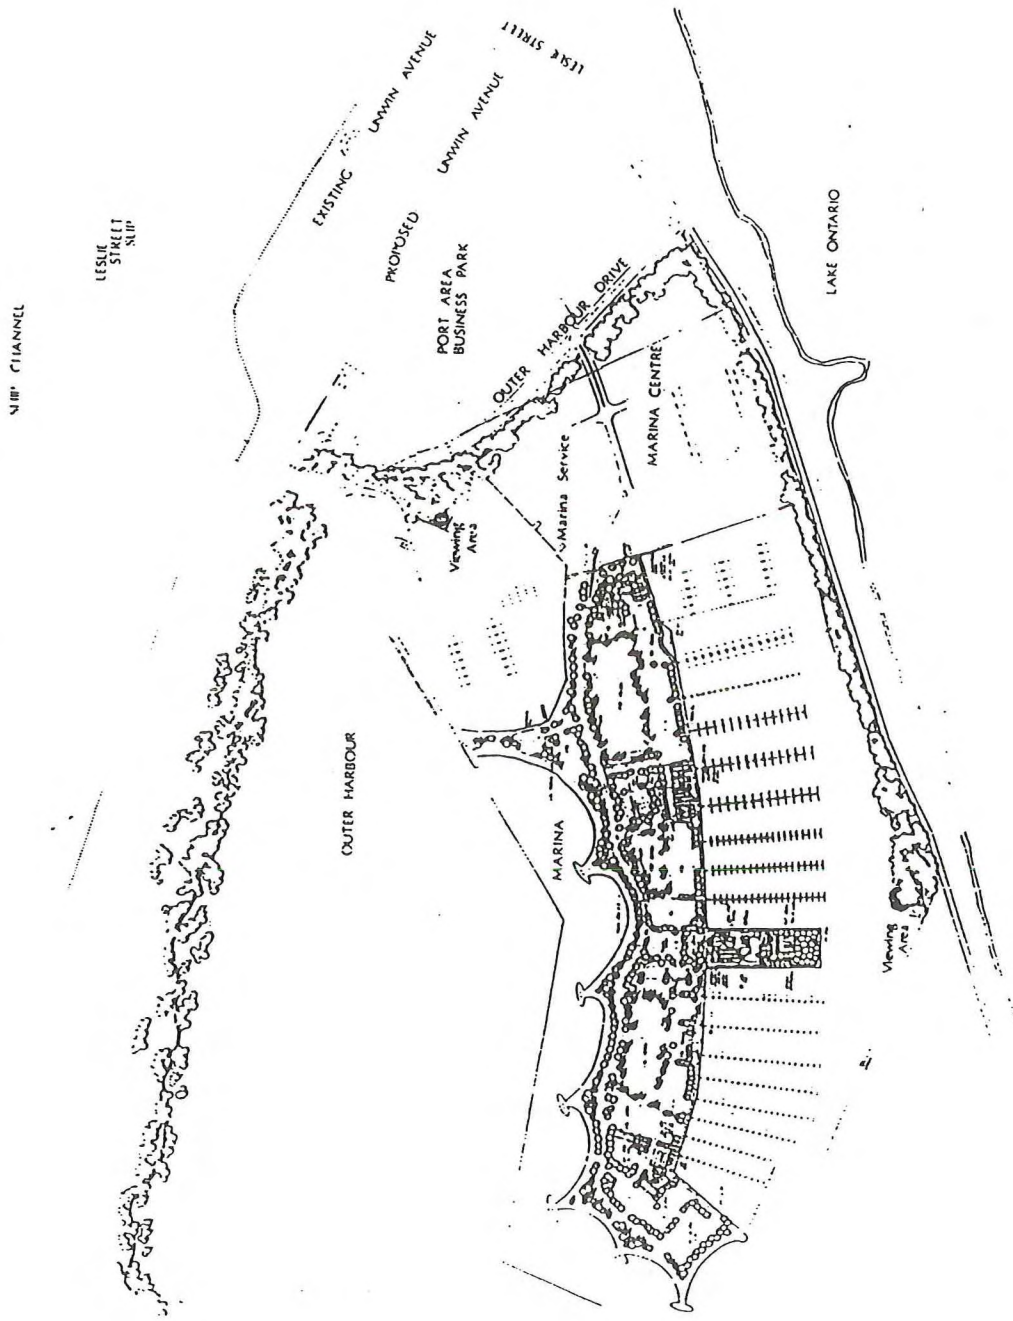 SHIP CHANNEL
LESLIE
STREET
SLIP
LESLIE STREET
EXISTING UNWIN AVENUE
PROPOSED UNWIN AVENUE
PORT AREA
BUSINESS PARK
OUTER HARBOUR DRIVE
LAKE ONTARIO
MARINA CENTRE
Marina Service
Viewing
Area
OUTER HARBOUR
MARINA
Viewing
Area